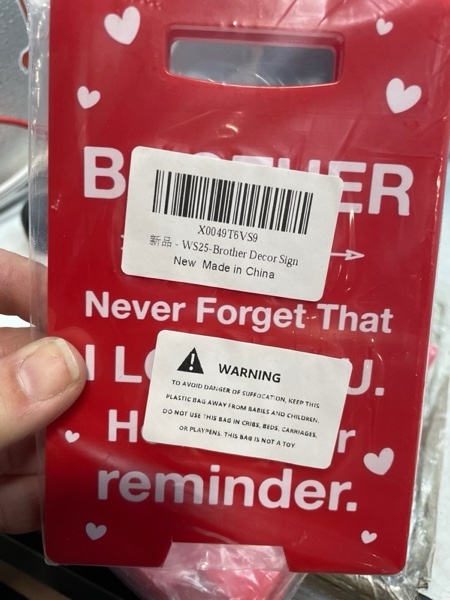 B HER
X0049T6VS9
新品 - WS25-Brother Decor Sign
New Made in China
Never Forget That
I L U.
WARNING
TO AVOID DANGER OF SUFFOCATION, KEEP THIS
PLASTIC BAG AWAY FROM BABIES AND CHILDREN.
DO NOT USE THIS BAG IN CRIBS, BEDS, CARRIAGES,
OR PLAYPENS. THIS BAG IS NOT A TOY
H r
reminder.